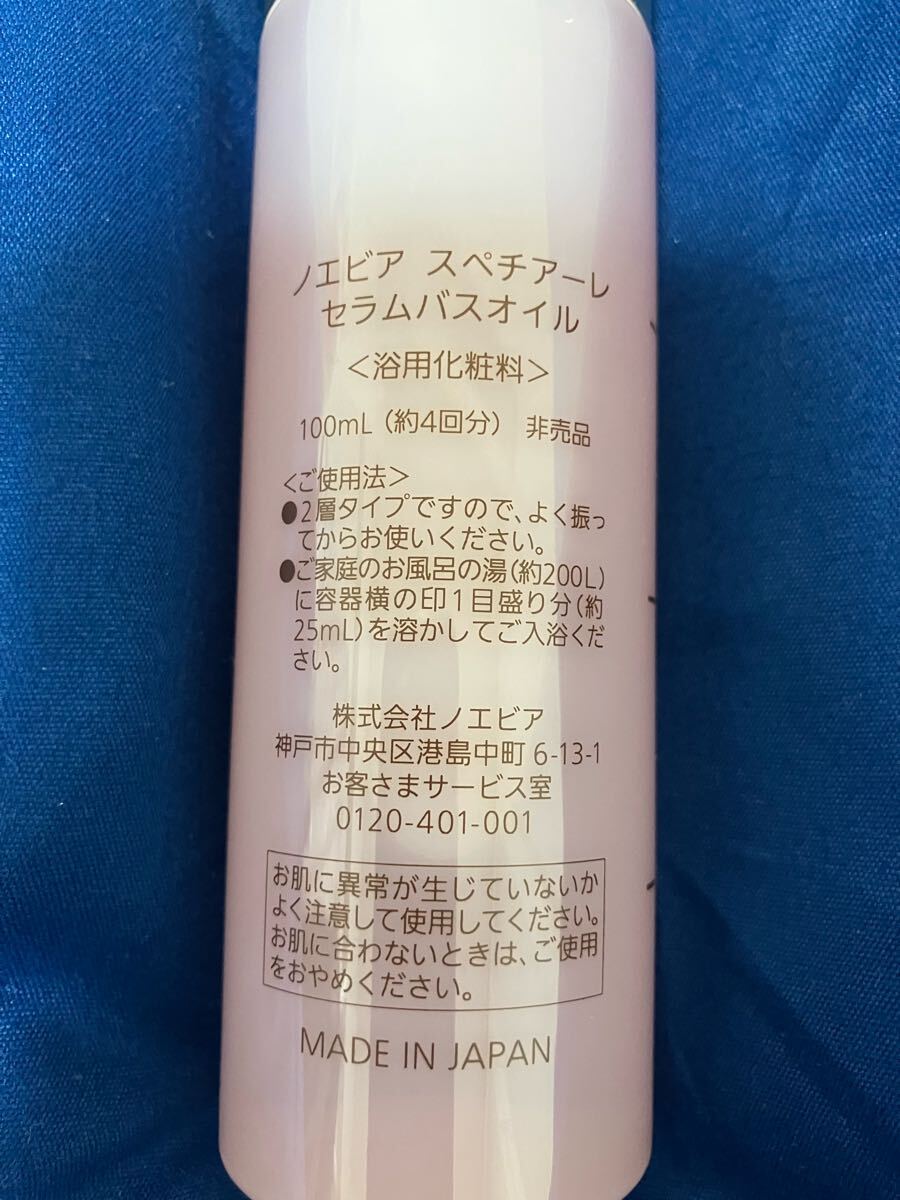 ノエビア スペチアーレ
セラムバスオイル
＜浴用化粧料＞
100mL（約4回分） 非売品
＜ご使用法＞
●2層タイプですので、よく振っ
てからお使いください。
●ご家庭のお風呂の湯（約200L）
に容器横の印1目盛り分（約
25mL）を溶かしてご入浴くだ
さい。
株式会社ノエビア
神戸市中央区港島中町 6-13-1
お客さまサービス室
0120-401-001
お肌に異常が生じていないか
よく注意して使用してください。
お肌に合わないときは、ご使用
をおやめください。
MADE IN JAPAN